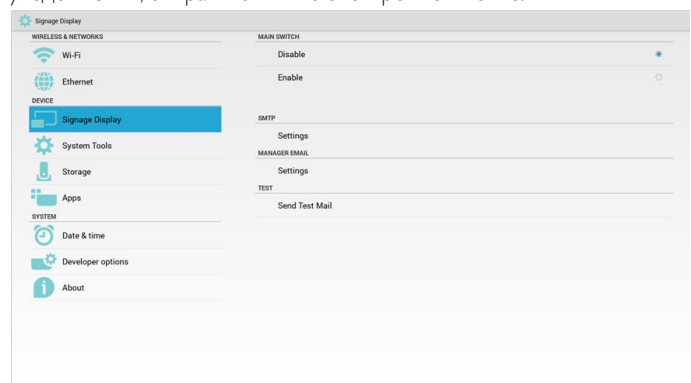 Signage Display
WIRELESS & NETWORKS
Wi-Fi
Ethernet
DEVICE
Signage Display
System Tools
Storage
Apps
SYSTEM
Date & time
Developer options
About
MAIN SWITCH
Disable
Enable
SMTP
Settings
MANAGER EMAIL
Settings
TEST
Send Test Mail